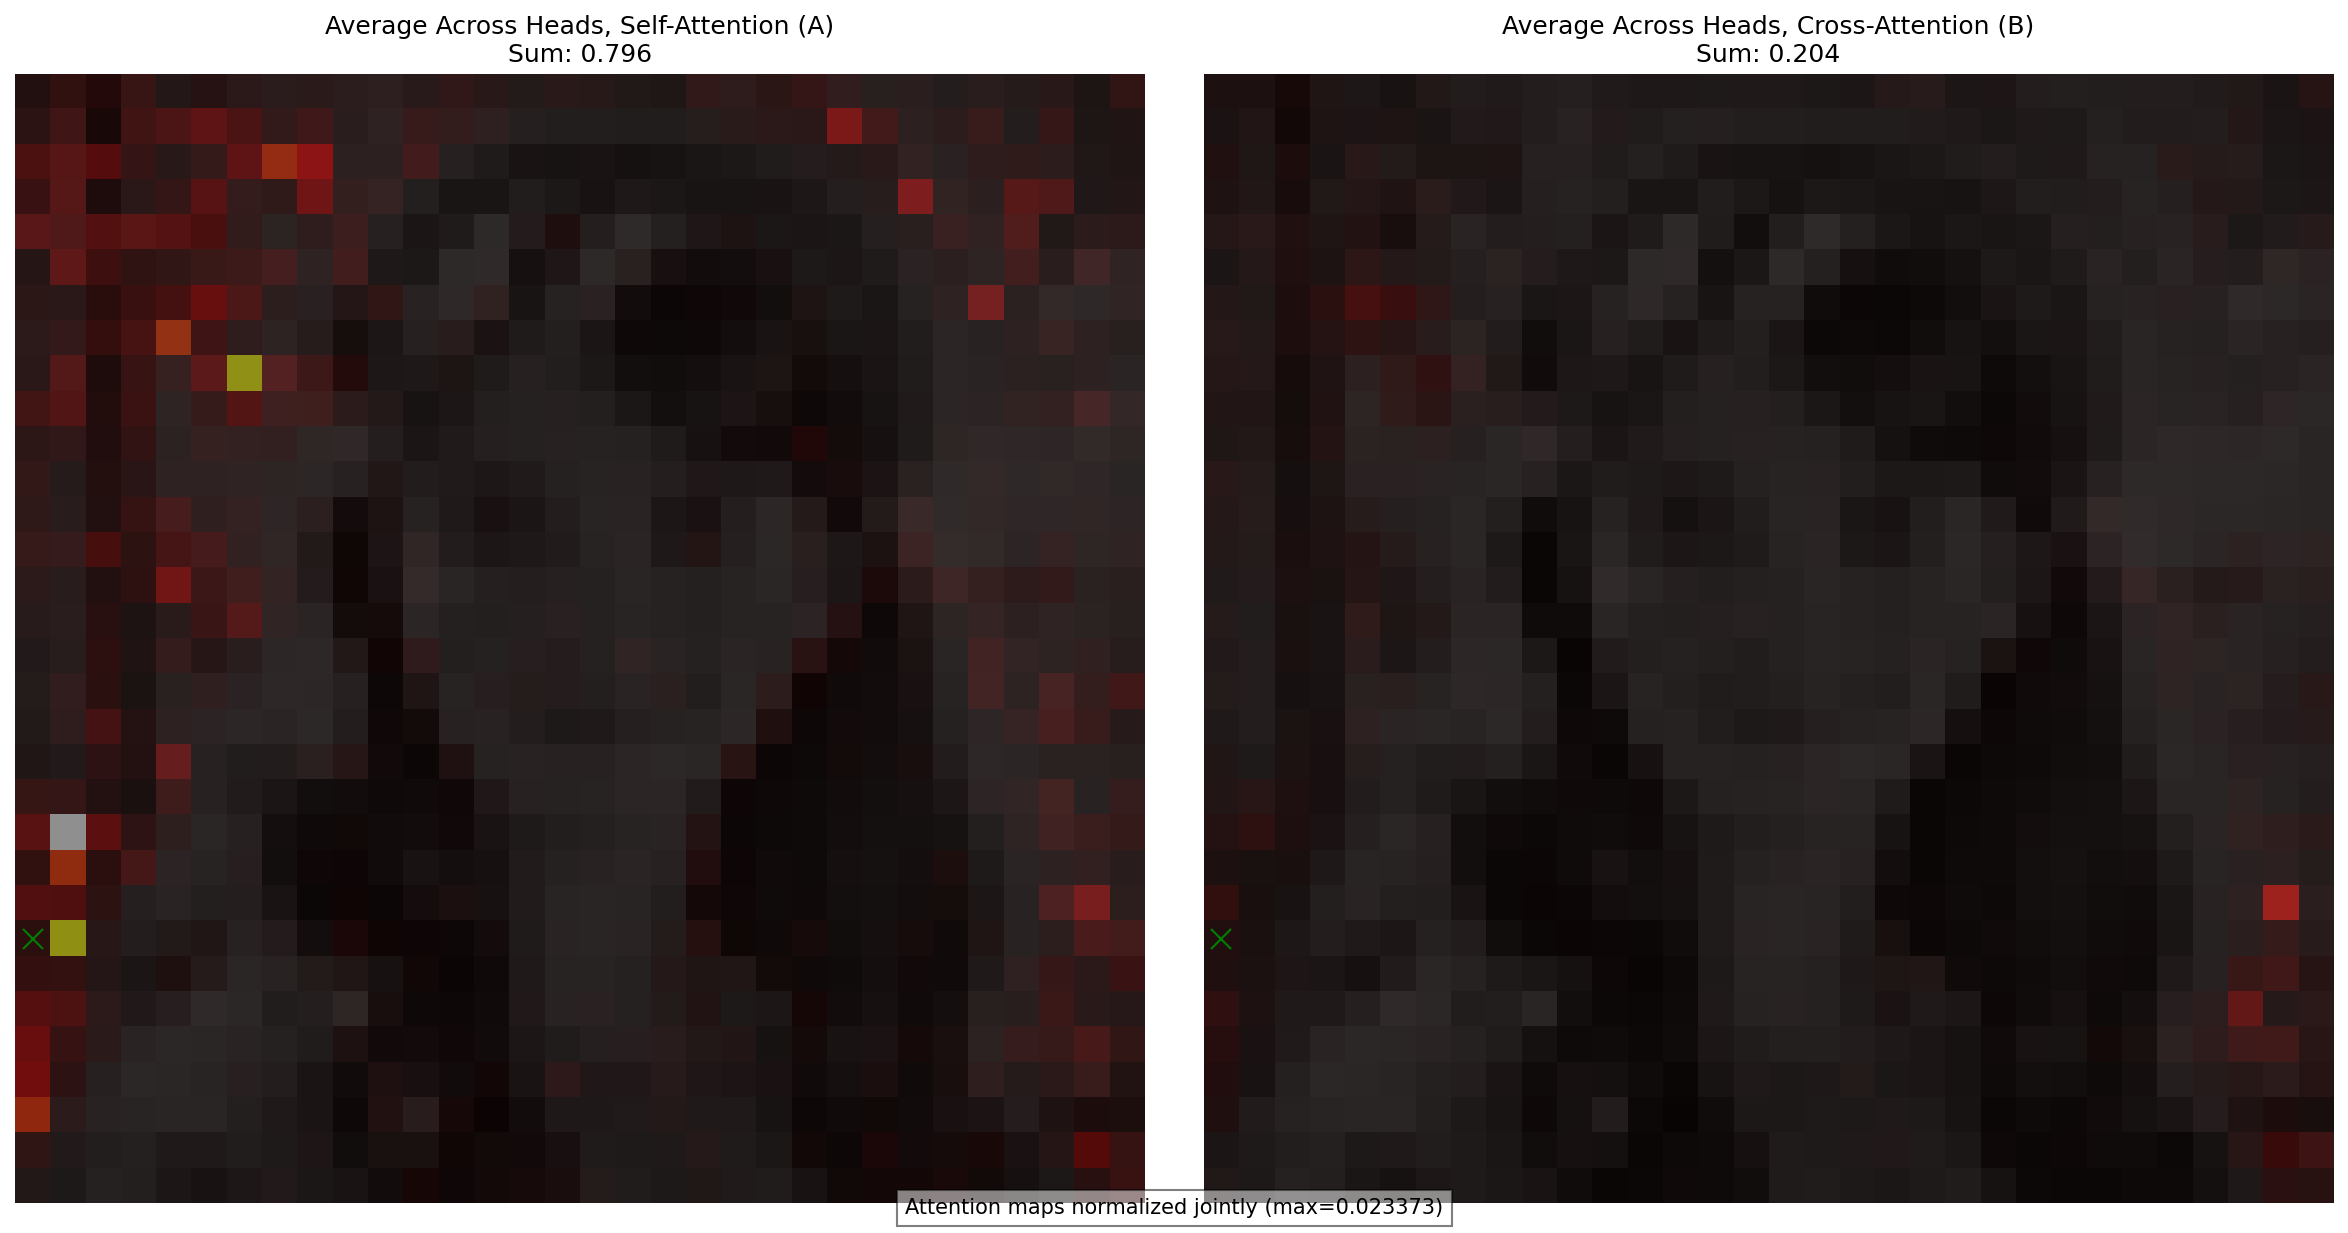 Average Across Heads, Self-Attention (A)
Sum: 0.796
Average Across Heads, Cross-Attention (B)
Sum: 0.204
Attention maps normalized jointly (max=0.023373)